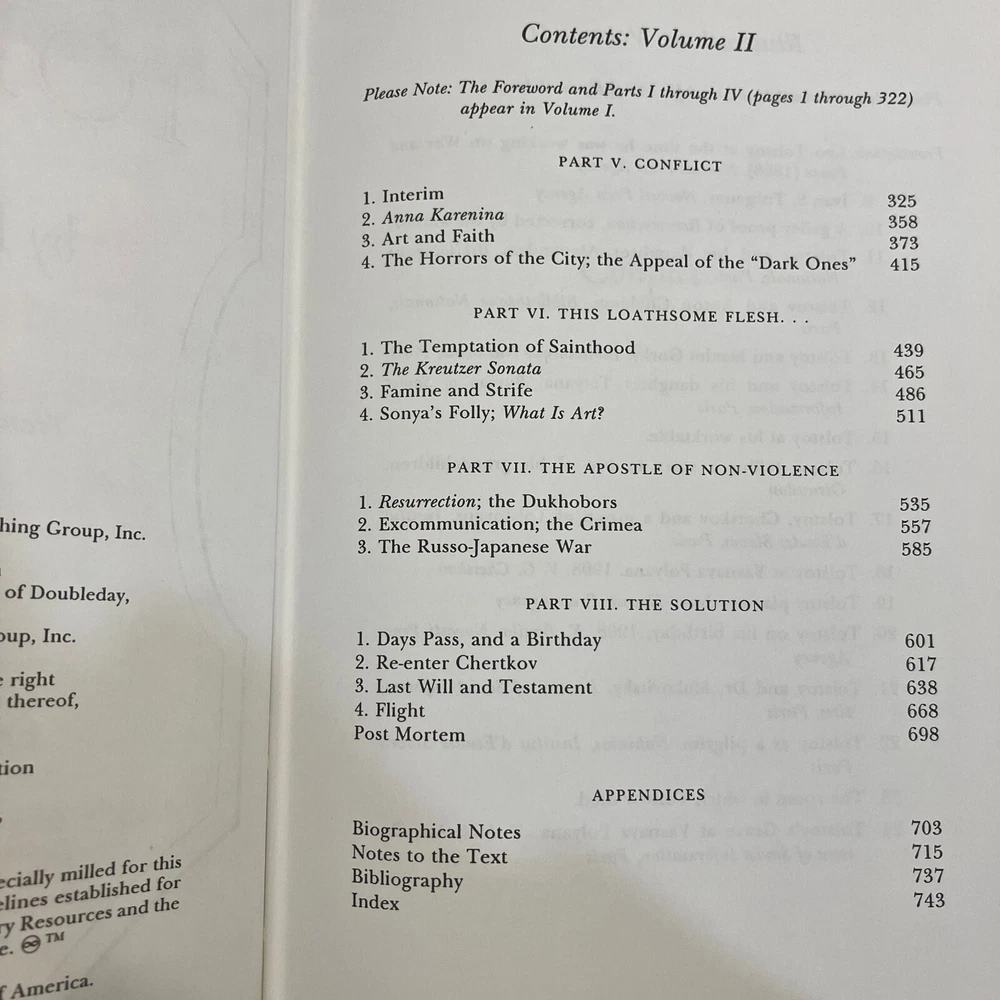 hing Group, Inc.
of Doubleday,
oup, Inc.
right
thereof,
tion
ecially milled for this
elines established for
ry Resources and the
e. ♾ TM
f America.
Contents: Volume II
Please Note: The Foreword and Parts I through IV (pages 1 through 322)
appear in Volume I.
PART V. CONFLICT
1. Interim 325
2. Anna Karenina 358
3. Art and Faith 373
4. The Horrors of the City; the Appeal of the “Dark Ones” 415
PART VI. THIS LOATHSOME FLESH. . .
1. The Temptation of Sainthood 439
2. The Kreutzer Sonata 465
3. Famine and Strife 486
4. Sonya's Folly; What Is Art? 511
PART VII. THE APOSTLE OF NON-VIOLENCE
1. Resurrection; the Dukhobors 535
2. Excommunication; the Crimea 557
3. The Russo-Japanese War 585
PART VIII. THE SOLUTION
1. Days Pass, and a Birthday 601
2. Re-enter Chertkov 617
3. Last Will and Testament 638
4. Flight 668
Post Mortem 698
APPENDICES
Biographical Notes 703
Notes to the Text 715
Bibliography 737
Index 743